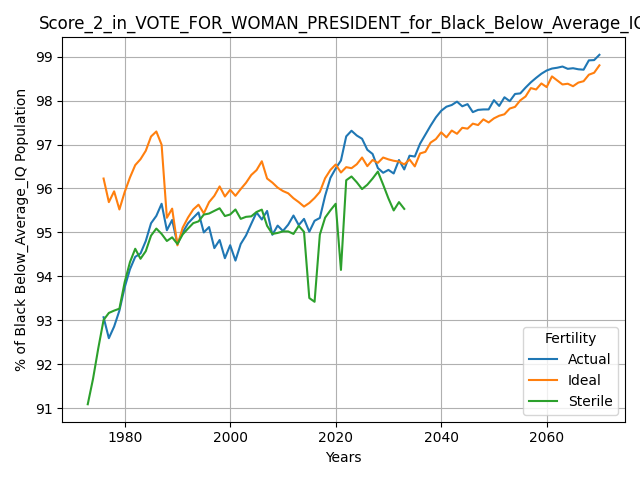 Score_2_in_VOTE_FOR_WOMAN_PRESIDENT_for_Black_Below_Average_IQ
% of Black Below_Average_IQ Population
99
98
97
96
95
94
93
92
91
1980
2000
2020
2040
2060
Years
Fertility
Actual
Ideal
Sterile